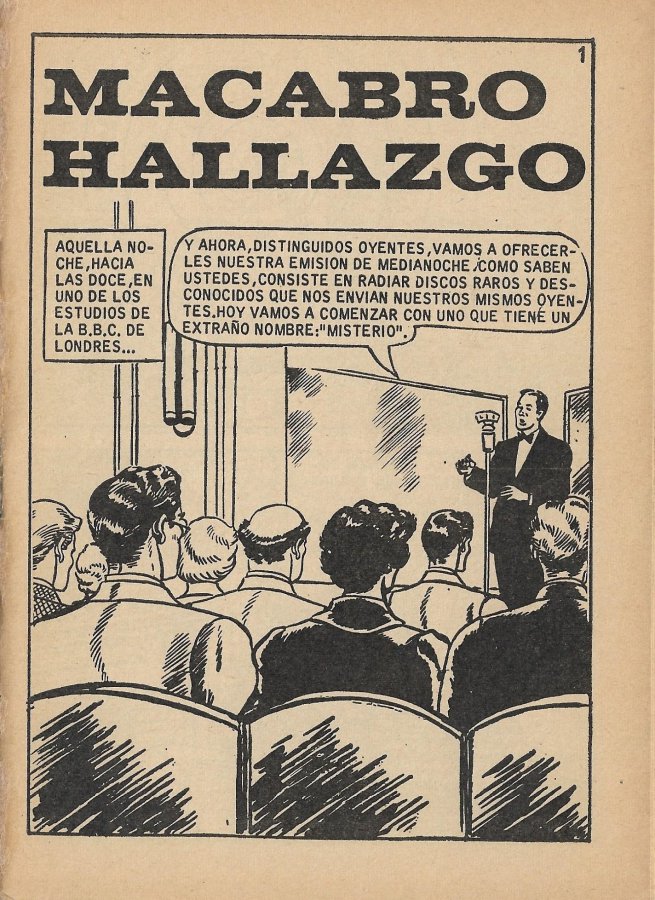 1
MACABRO
HALLAZGO
AQUELLA NO-
CHE, HACIA
LAS DOCE, EN
UNO DE LOS
ESTUDIOS DE
LA B.B.C. DE
LONDRES...
Y AHORA, DISTINGUIDOS OYENTES, VAMOS A OFRECER-
LES NUESTRA EMISION DE MEDIANOCHE. COMO SABEN
USTEDES, CONSISTE EN RADIAR DISCOS RAROS Y DES-
CONOCIDOS QUE NOS ENVIAN NUESTROS MISMOS OYEN-
TES. HOY VAMOS A COMENZAR CON UNO QUE TIENE UN
EXTRAÑO NOMBRE: "MISTERIO".